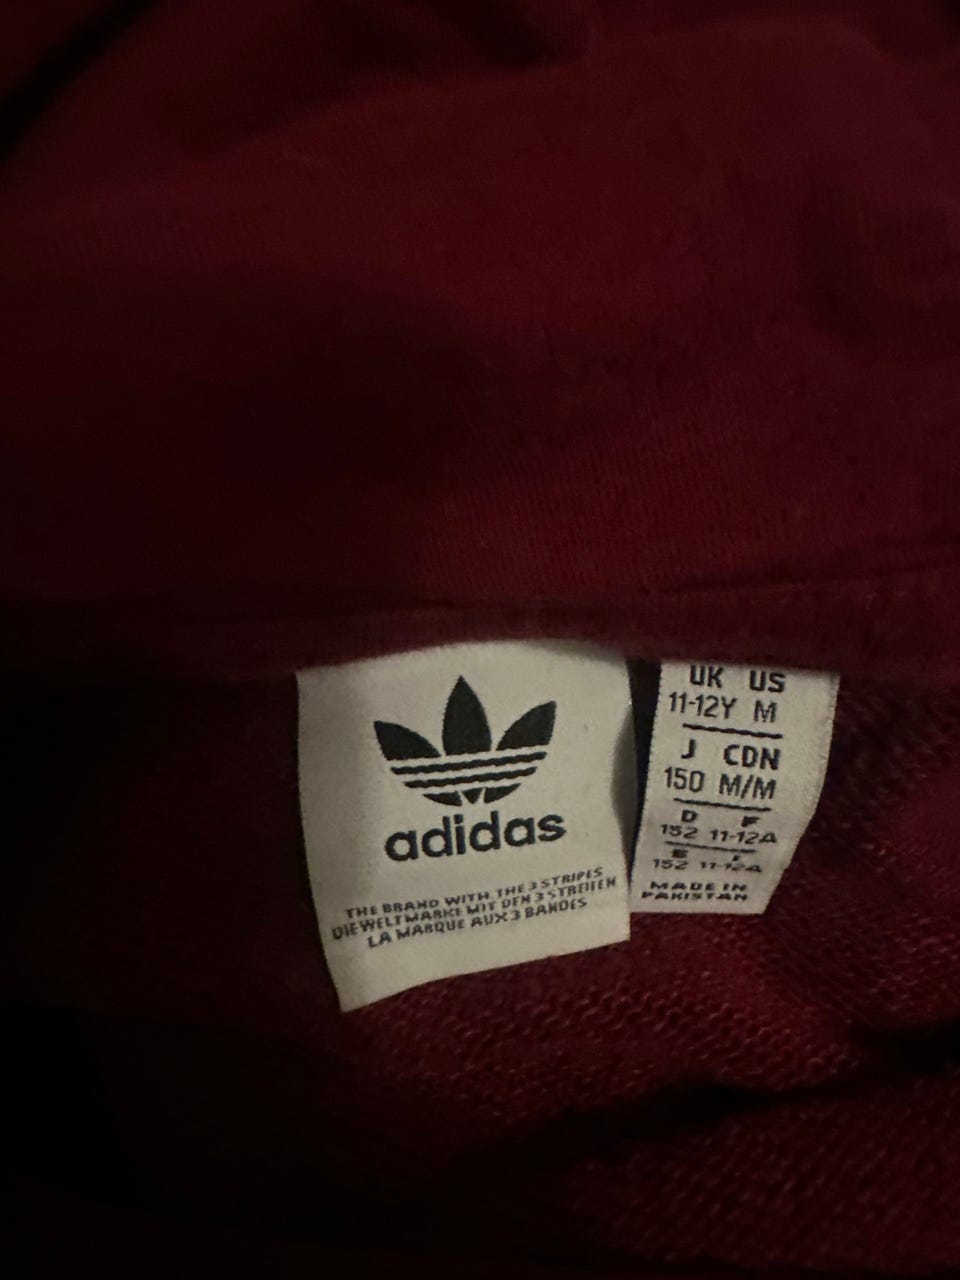 adidas
THE BRAND WITH THE 3 STRIPES
DIE WELTMARKE MIT DEN 3 STREIFEN
LA MARQUE AUX 3 BANDES
UK US
11-12Y M
J CDN
150 M/M
D F
152 11-12A
E I
152 11-12A
MADE IN
PAKISTAN